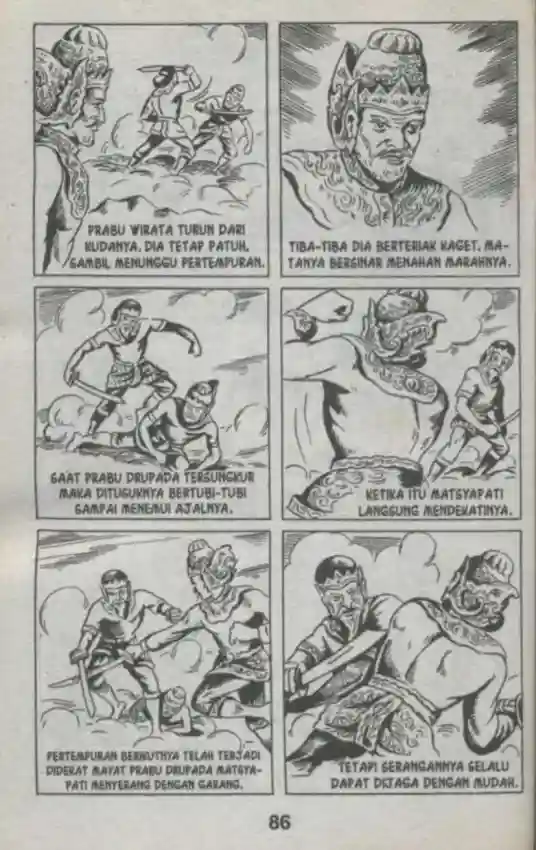 PRABU WIRATA TURUN DARI
KUDANYA. DIA TETAP PATUH,
SAMBIL MENUNGGU PERTEMPURAN.
TIBA-TIBA DIA BERTERIAK KAGET. MA-
TANYA BERSINAR MENAHAN MARAHNYA.
SAAT PRABU DRUPADA TERSUNGKUR
MAKA DITUSUKNYA BERTUBI-TUBI
SAMPAI MENEMUI AJALNYA.
KETIKA ITU MATSYAPATI
LANGSUNG MENDEKATINYA.
PERTEMPURAN BERIKUTNYA TELAH TERJADI
DIDEKAT MAYAT PRABU DRUPADA MATSYA-
PATI MENYERANG DENGAN GARANG.
TETAPI SERANGANNYA SELALU
DAPAT DIJAGA DENGAN MUDAH.
86